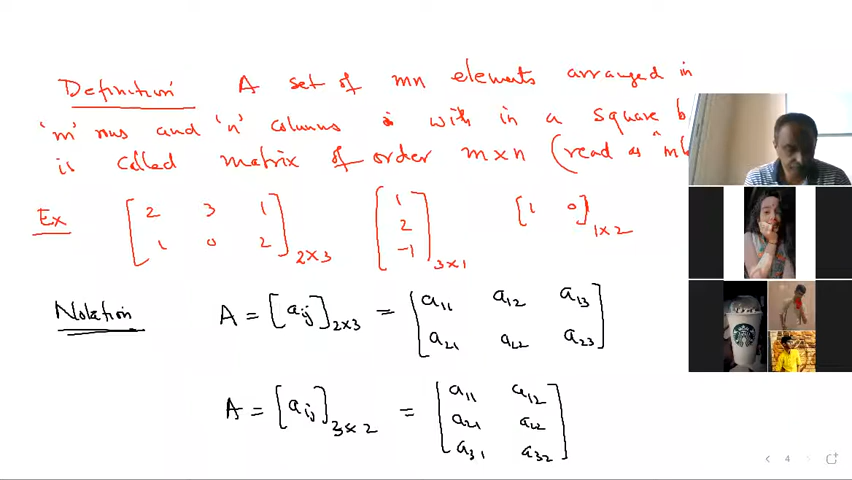 Definition A set of mn elements arranged in
'm' rows and 'n' columns with in a square b
is called matrix of order m×n (read as "m
Ex [2 3 1; 1 0 2]2×3 [1; 2; -1]3×1 [1 0]1×2
Notation A = [aij]2×3 = [a11 a12 a13; a21 a22 a23]
A = [aij]3×2 = [a11 a12; a21 a22; a31 a32]
4